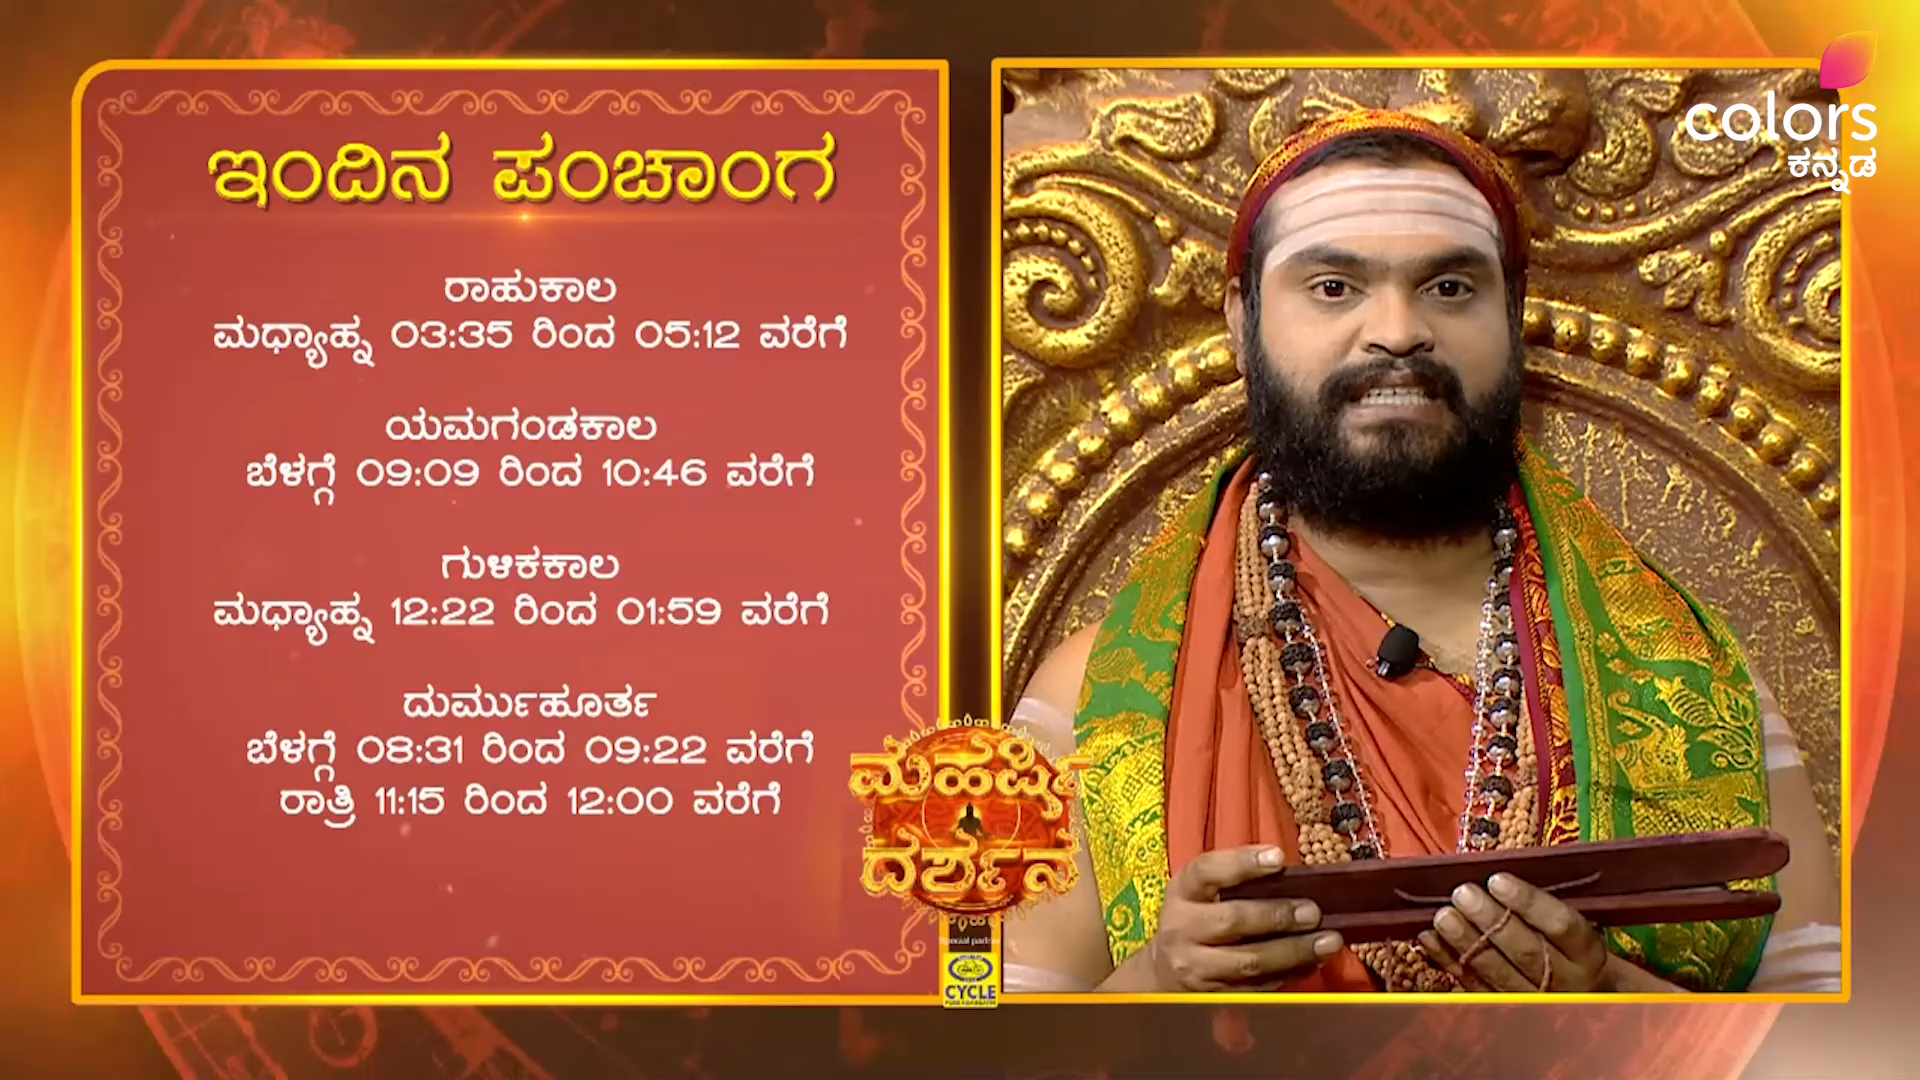 ಇಂದಿನ ಪಂಚಾಂಗ
ರಾಹುಕಾಲ
ಮಧ್ಯಾಹ್ನ 03:35 ರಿಂದ 05:12 ವರೆಗೆ
ಯಮಗಂಡಕಾಲ
ಬೆಳಗ್ಗೆ 09:09 ರಿಂದ 10:46 ವರೆಗೆ
ಗುಳಿಕಕಾಲ
ಮಧ್ಯಾಹ್ನ 12:22 ರಿಂದ 01:59 ವರೆಗೆ
ದುರ್ಮುಹೂರ್ತ
ಬೆಳಗ್ಗೆ 08:31 ರಿಂದ 09:22 ವರೆಗೆ
ರಾತ್ರಿ 11:15 ರಿಂದ 12:00 ವರೆಗೆ
ಮಹರ್ಷಿ
ದರ್ಶನ
CYCLE
colors
ಕನ್ನಡ